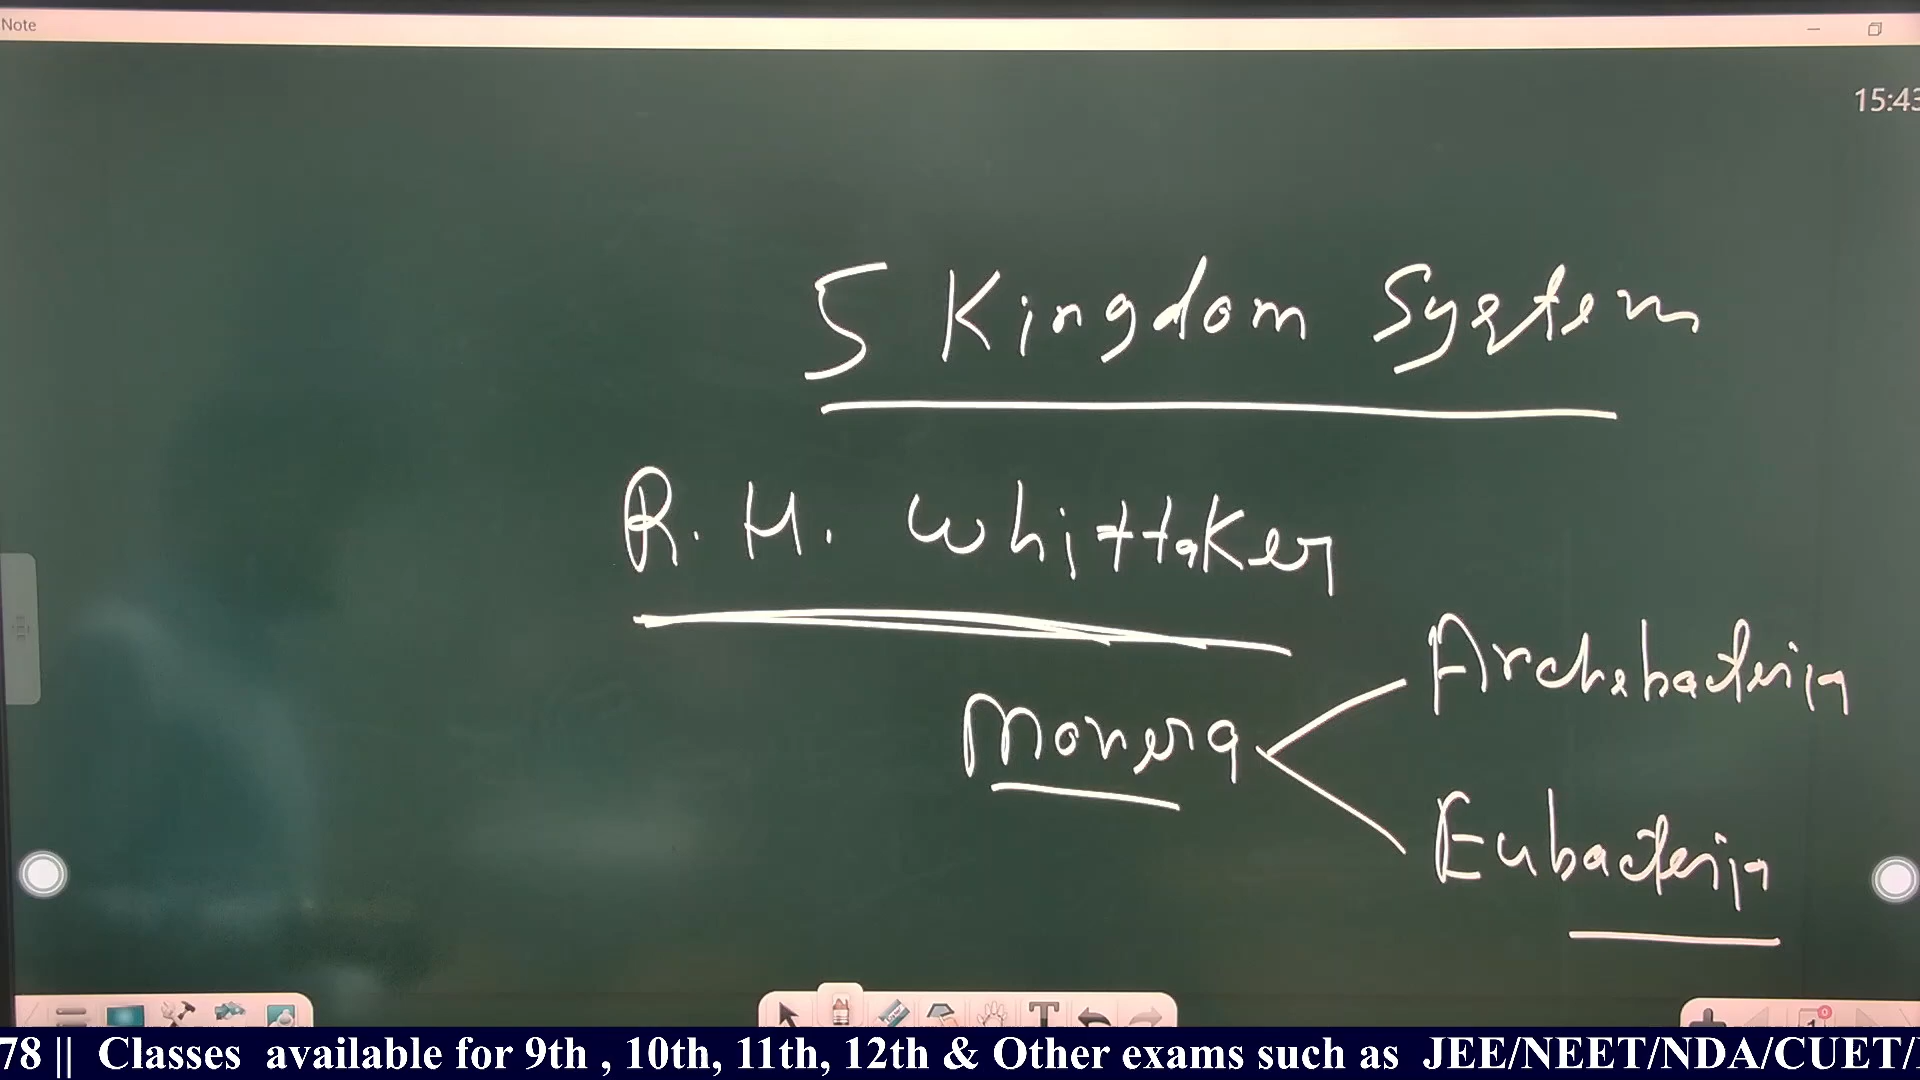 Note
15:43
5 Kingdom System
R. H. Whittaker
Archebacteria
Monera
Eubacteria
78 || Classes available for 9th , 10th, 11th, 12th & Other exams such as JEE/NEET/NDA/CUET/